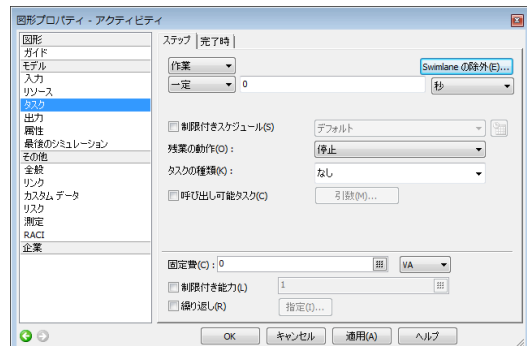 図形プロパティ - アクティビティ
図形
ガイド
モデル
入力
リソース
タスク
出力
属性
最後のシミュレーション
その他
全般
リンク
カスタム データ
リスク
測定
RACI
企業
ステップ 完了時
作業 Swimlane の除外(E)...
一定 0 秒
制限付きスケジュール(S) デフォルト
残業の動作(O): 停止
タスクの種類(K): なし
呼び出し可能タスク(C) 引数(M)...
固定費(C): 0 VA
制限付き能力(L) 1
繰り返し(R) 指定(I)...
OK キャンセル 適用(A) ヘルプ